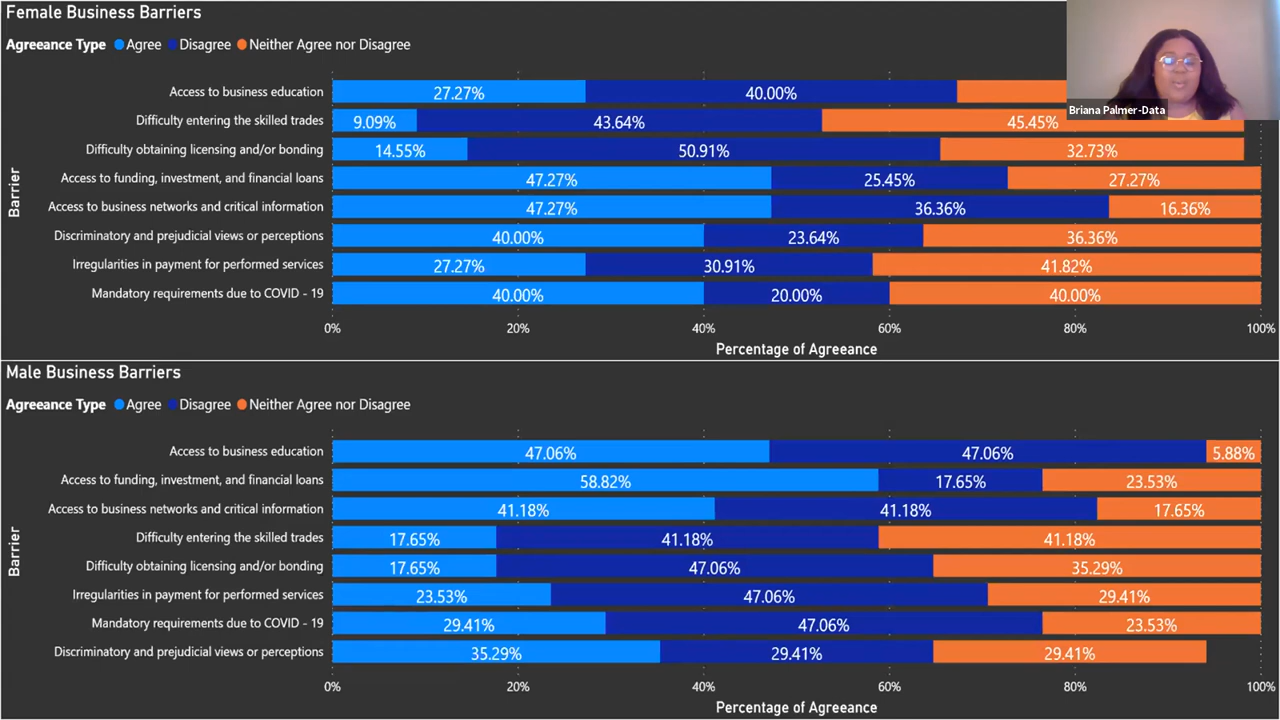 Female Business Barriers
Agreeance Type Agree Disagree Neither Agree nor Disagree
Barrier
Access to business education 27.27% 40.00%
Difficulty entering the skilled trades 9.09% 43.64% 45.45%
Difficulty obtaining licensing and/or bonding 14.55% 50.91% 32.73%
Access to funding, investment, and financial loans 47.27% 25.45% 27.27%
Access to business networks and critical information 47.27% 36.36% 16.36%
Discriminatory and prejudicial views or perceptions 40.00% 23.64% 36.36%
Irregularities in payment for performed services 27.27% 30.91% 41.82%
Mandatory requirements due to COVID - 19 40.00% 20.00% 40.00%
0% 20% 40% 60% 80% 100%
Percentage of Agreeance
Briana Palmer-Data
Male Business Barriers
Agreeance Type Agree Disagree Neither Agree nor Disagree
Barrier
Access to business education 47.06% 47.06% 5.88%
Access to funding, investment, and financial loans 58.82% 17.65% 23.53%
Access to business networks and critical information 41.18% 41.18% 17.65%
Difficulty entering the skilled trades 17.65% 41.18% 41.18%
Difficulty obtaining licensing and/or bonding 17.65% 47.06% 35.29%
Irregularities in payment for performed services 23.53% 47.06% 29.41%
Mandatory requirements due to COVID - 19 29.41% 47.06% 23.53%
Discriminatory and prejudicial views or perceptions 35.29% 29.41% 29.41%
0% 20% 40% 60% 80% 100%
Percentage of Agreeance